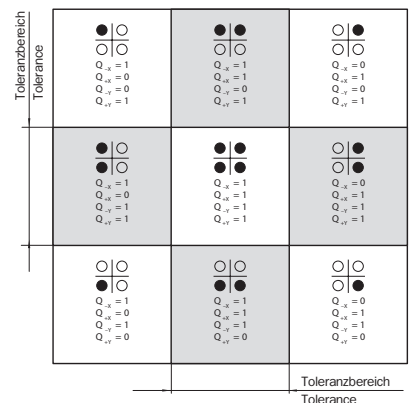 Toleranzbereich
Tolerance
Q-X = 1
Q+X = 0
Q-Y = 0
Q+Y = 1
Q-X = 1
Q+X = 1
Q-Y = 0
Q+Y = 1
Q-X = 0
Q+X = 1
Q-Y = 0
Q+Y = 1
Q-X = 1
Q+X = 0
Q-Y = 1
Q+Y = 1
Q-X = 1
Q+X = 1
Q-Y = 1
Q+Y = 1
Q-X = 0
Q+X = 1
Q-Y = 1
Q+Y = 1
Q-X = 1
Q+X = 0
Q-Y = 1
Q+Y = 0
Q-X = 1
Q+X = 1
Q-Y = 1
Q+Y = 0
Q-X = 0
Q+X = 1
Q-Y = 1
Q+Y = 0
Toleranzbereich
Tolerance